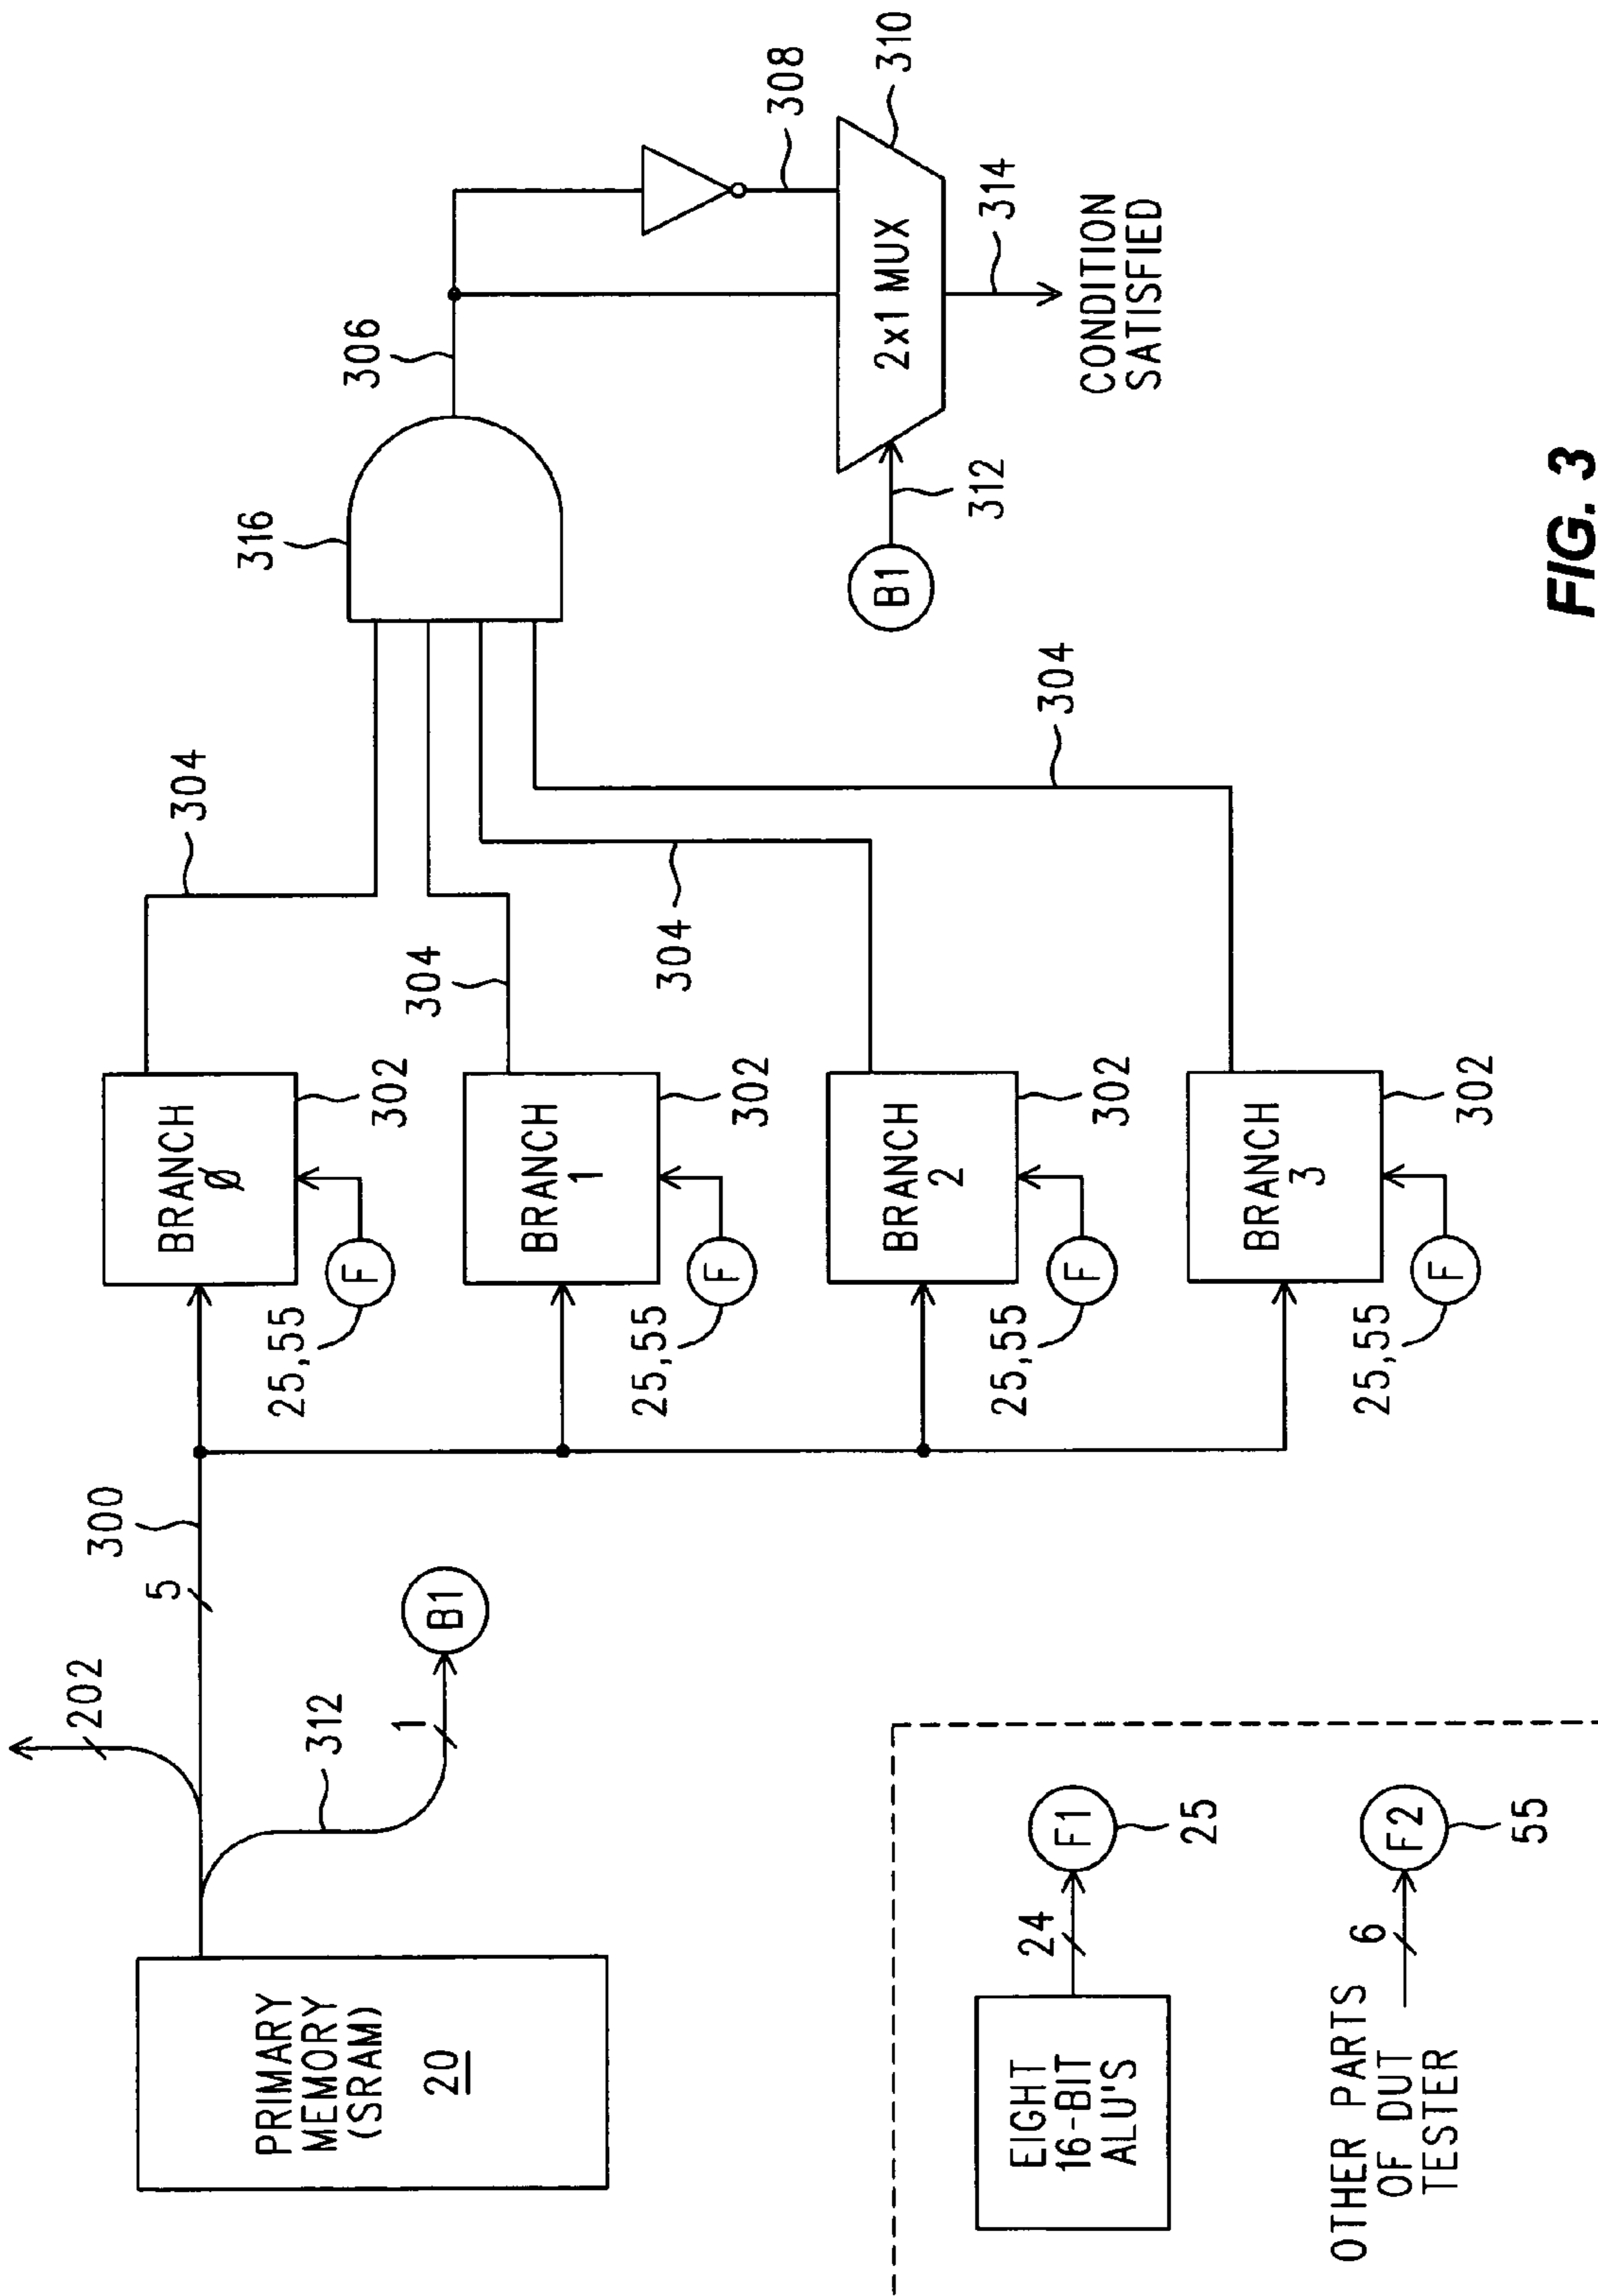 202
300
5
304
BRANCH
Ø
302
25,55
F
PRIMARY
MEMORY
(SRAM)
20
312
1
B1
316
306
304
BRANCH
1
302
25,55
F
308
304
BRANCH
2
302
25,55
F
B1
312
2x1 MUX
310
314
CONDITION
SATISFIED
304
BRANCH
3
302
25,55
F
EIGHT
16-BIT
ALU'S
24
F1
25
OTHER PARTS
OF DUT
TESTER
6
F2
55
FIG. 3